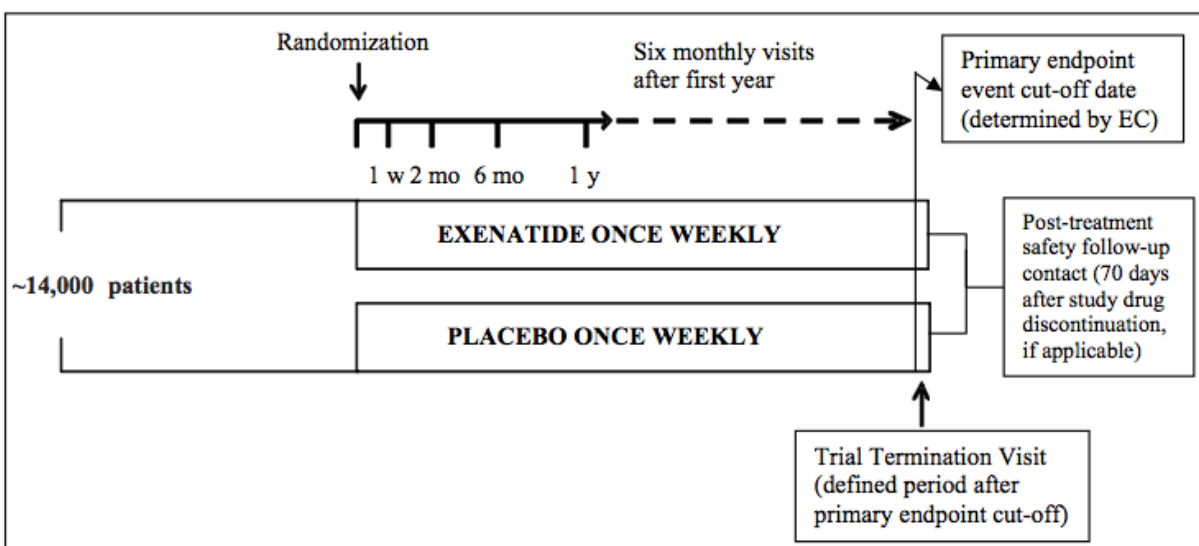 Randomization
Six monthly visits
after first year
Primary endpoint
event cut-off date
(determined by EC)
1 w 2 mo 6 mo 1 y
EXENATIDE ONCE WEEKLY
~14,000 patients
PLACEBO ONCE WEEKLY
Post-treatment
safety follow-up
contact (70 days
after study drug
discontinuation,
if applicable)
Trial Termination Visit
(defined period after
primary endpoint cut-off)